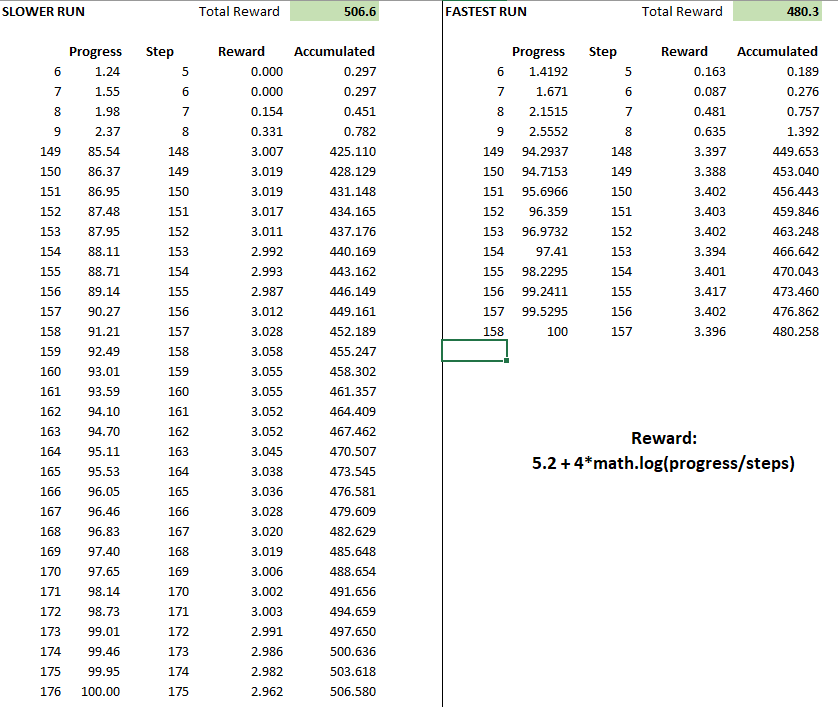 SLOWER RUN Total Reward 506.6 FASTEST RUN Total Reward 480.3
Progress Step Reward Accumulated Progress Step Reward Accumulated
6 1.24 5 0.000 0.297 6 1.4192 5 0.163 0.189
7 1.55 6 0.000 0.297 7 1.671 6 0.087 0.276
8 1.98 7 0.154 0.451 8 2.1515 7 0.481 0.757
9 2.37 8 0.331 0.782 9 2.5552 8 0.635 1.392
149 85.54 148 3.007 425.110 149 94.2937 148 3.397 449.653
150 86.37 149 3.019 428.129 150 94.7153 149 3.388 453.040
151 86.95 150 3.019 431.148 151 95.6966 150 3.402 456.443
152 87.48 151 3.017 434.165 152 96.359 151 3.403 459.846
153 87.95 152 3.011 437.176 153 96.9732 152 3.402 463.248
154 88.11 153 2.992 440.169 154 97.41 153 3.394 466.642
155 88.71 154 2.993 443.162 155 98.2295 154 3.401 470.043
156 89.14 155 2.987 446.149 156 99.2411 155 3.417 473.460
157 90.27 156 3.012 449.161 157 99.5295 156 3.402 476.862
158 91.21 157 3.028 452.189 158 100 157 3.396 480.258
159 92.49 158 3.058 455.247
160 93.01 159 3.055 458.302
161 93.59 160 3.055 461.357
162 94.10 161 3.052 464.409
163 94.70 162 3.052 467.462
164 95.11 163 3.045 470.507
165 95.53 164 3.038 473.545
166 96.05 165 3.036 476.581
167 96.46 166 3.028 479.609
168 96.83 167 3.020 482.629
169 97.40 168 3.019 485.648
170 97.65 169 3.006 488.654
171 98.14 170 3.002 491.656
172 98.73 171 3.003 494.659
173 99.01 172 2.991 497.650
174 99.46 173 2.986 500.636
175 99.95 174 2.982 503.618
176 100.00 175 2.962 506.580
Reward:
5.2 + 4*math.log(progress/steps)